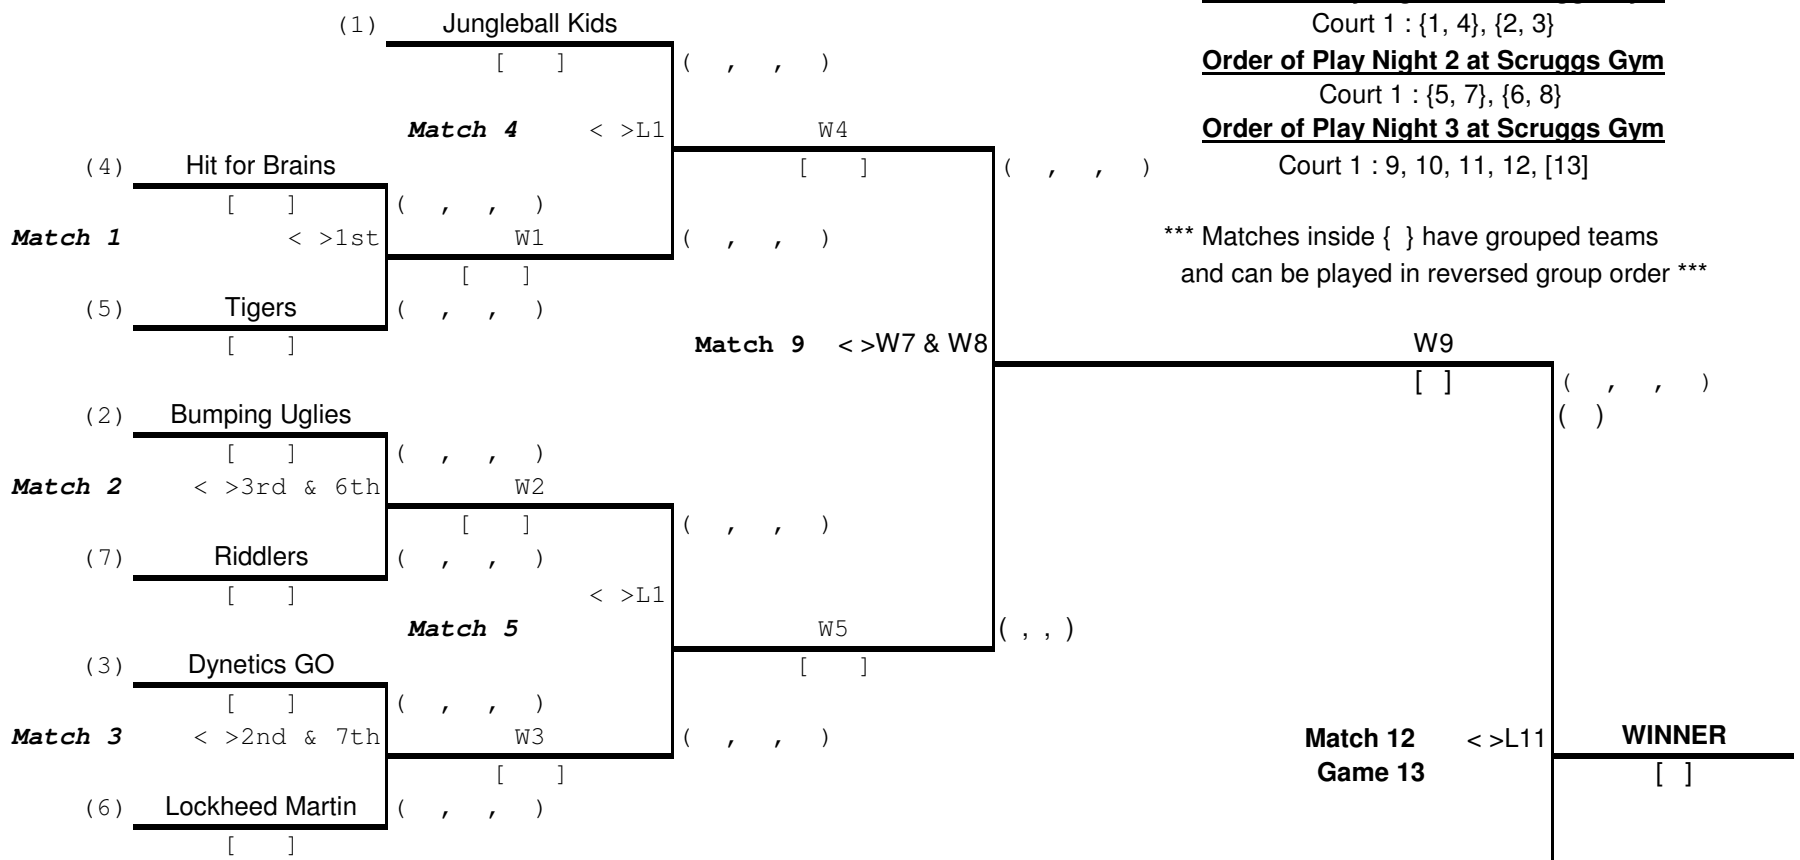 (1) Jungleball Kids Court 1 : {1, 4}, {2, 3}
[ ] ( , , ) Order of Play Night 2 at Scruggs Gym
Court 1 : {5, 7}, {6, 8}
Match 4 < >L1 W4 Order of Play Night 3 at Scruggs Gym
(4) Hit for Brains [ ] ( , , ) Court 1 : 9, 10, 11, 12, [13]
[ ] ( , , )
Match 1 < >1st W1 ( , , ) *** Matches inside { } have grouped teams
[ ] and can be played in reversed group order ***
(5) Tigers ( , , )
[ ] Match 9 < >W7 & W8 W9
[ ] ( , , )
(2) Bumping Uglies ( )
[ ] ( , , )
Match 2 < >3rd & 6th W2
[ ] ( , , )
(7) Riddlers ( , , )
[ ] < >L1
Match 5 W5 ( , , )
(3) Dynetics GO [ ]
[ ] ( , , )
Match 3 < >2nd & 7th W3 ( , , ) Match 12 < >L11 WINNER
[ ] Game 13 [ ]
(6) Lockheed Martin ( , , )
[ ]